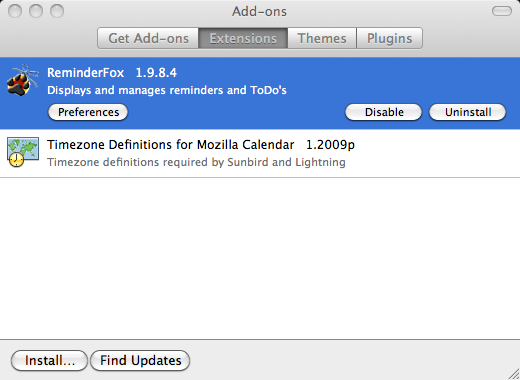 Add-ons
Get Add-ons Extensions Themes Plugins
ReminderFox 1.9.8.4
Displays and manages reminders and ToDo's
Preferences Disable Uninstall
Timezone Definitions for Mozilla Calendar 1.2009p
Timezone definitions required by Sunbird and Lightning
Install... Find Updates